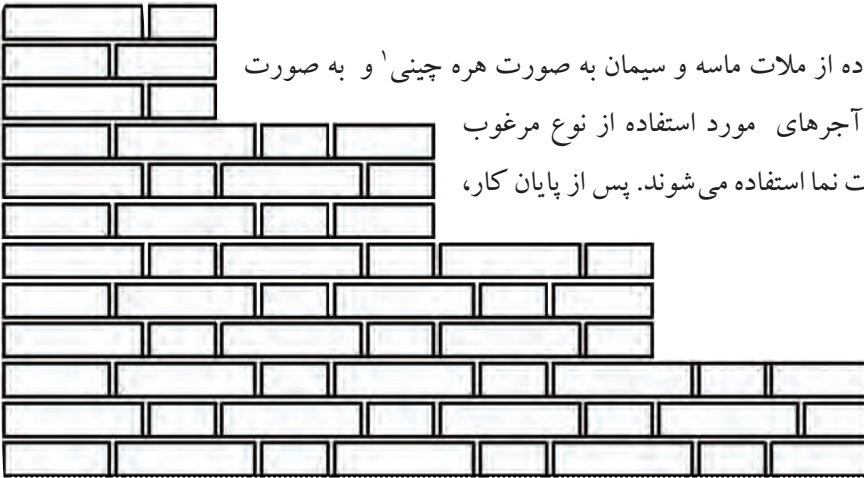 ده از ملات ماسه و سیمان به صورت هره چینی۱ و به صورت
آجرهای مورد استفاده از نوع مرغوب
ت نما استفاده می‌شوند. پس از پایان کار،